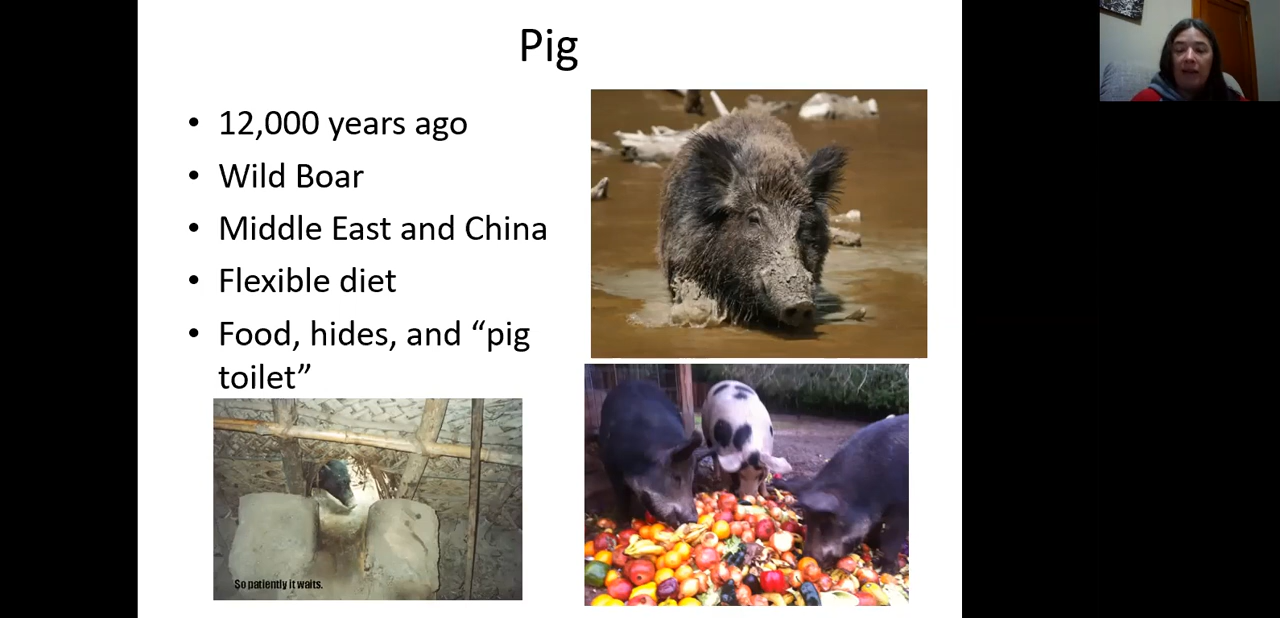 Pig
• 12,000 years ago
• Wild Boar
• Middle East and China
• Flexible diet
• Food, hides, and “pig
toilet”
So patiently it waits.